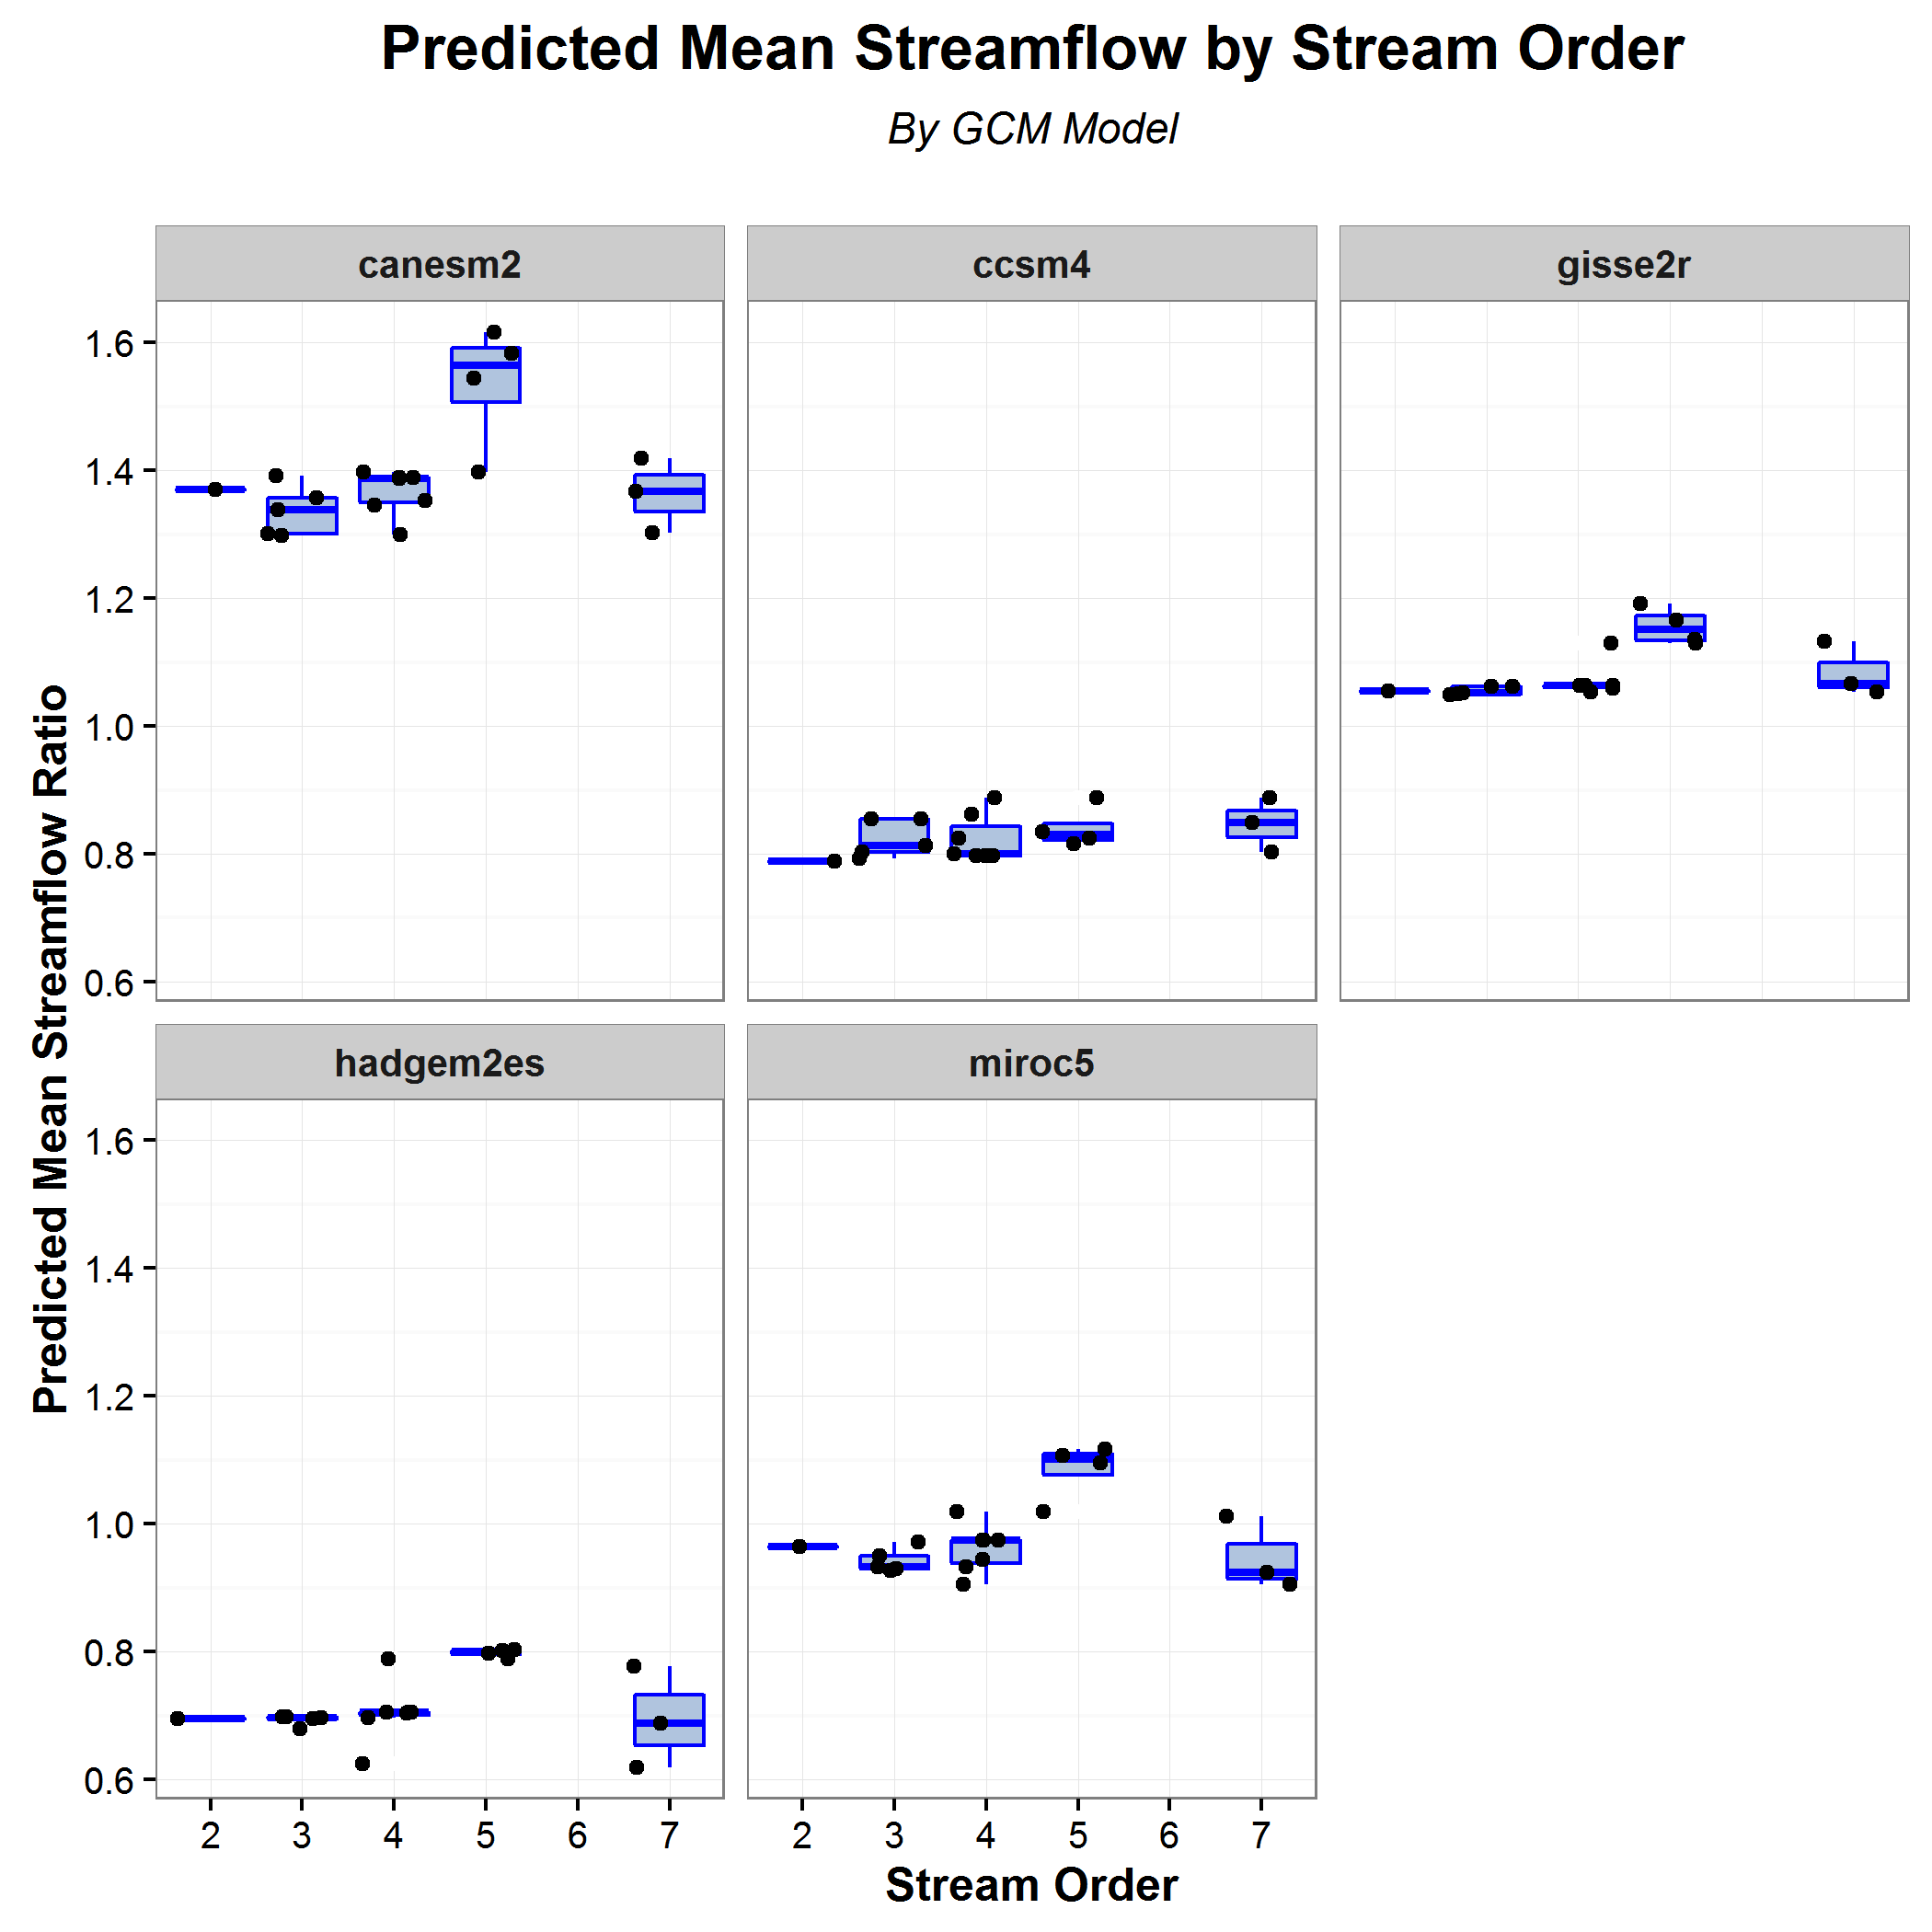 Predicted Mean Streamflow by Stream Order
By GCM Model
canesm2
ccsm4
gisse2r
1.6
1.4
1.2
1.0
0.8
0.6
Predicted Mean Streamflow Ratio
hadgem2es
miroc5
1.6
1.4
1.2
1.0
0.8
0.6
2 3 4 5 6 7
2 3 4 5 6 7
Stream Order